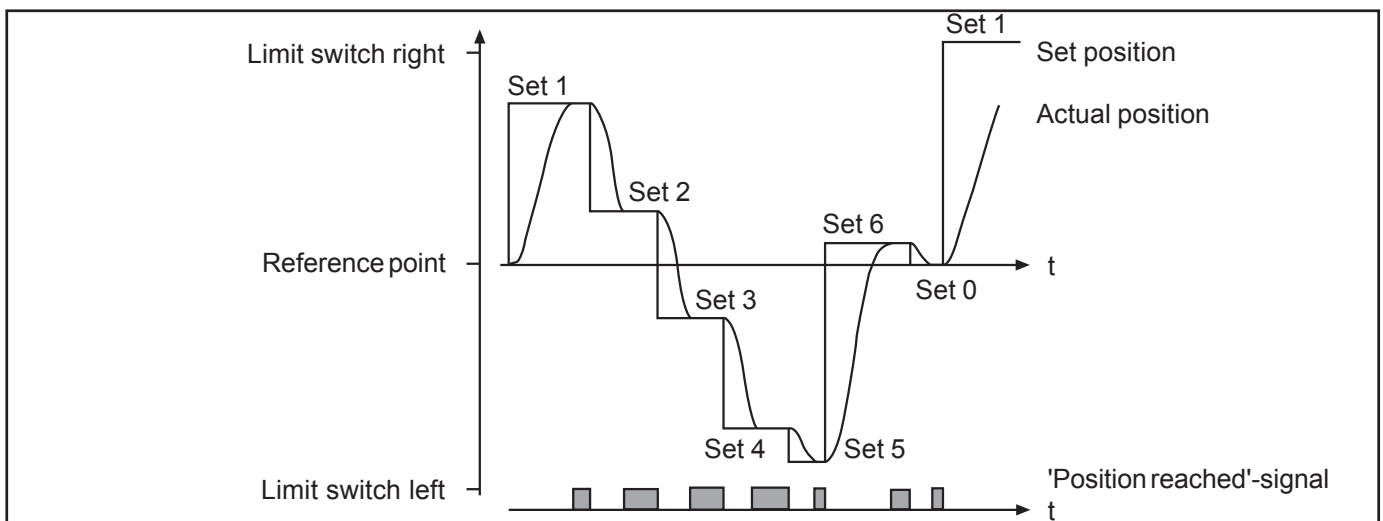 Set 1
Limit switch right
Set position
Set 1
Actual position
Set 2
Set 6
Reference point
t
Set 0
Set 3
Set 4
Set 5
Limit switch left
'Position reached'-signal
t